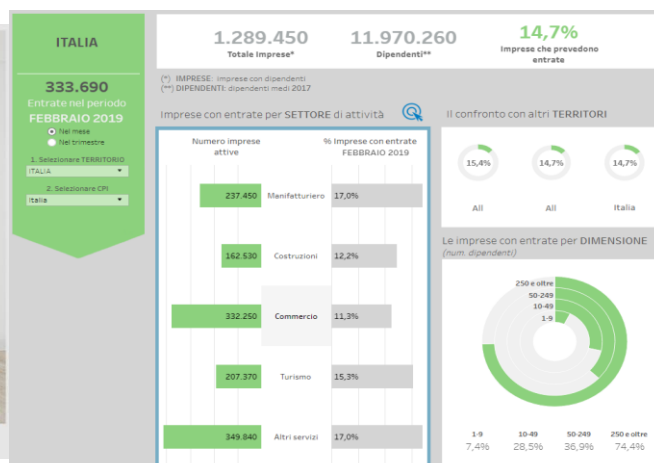 ITALIA
333.690
Entrate nel periodo
FEBBRAIO 2019
Nel mese
Nel trimestre
1. Selezionare TERRITORIO
ITALIA
2. Selezionare CPI
Italia
1.289.450
Totale Imprese*
11.970.260
Dipendenti**
14,7%
Imprese che prevedono
entrate
(*) IMPRESE: imprese con dipendenti
(**) DIPENDENTI: dipendenti medi 2017
Imprese con entrate per SETTORE di attività
Numero imprese
attive
% Imprese con entrate
FEBBRAIO 2019
237.450 Manifatturiero 17,0%
162.530 Costruzioni 12,2%
332.250 Commercio 11,3%
207.370 Turismo 15,3%
349.840 Altri servizi 17,0%
Il confronto con altri TERRITORI
15,4% 14,7% 14,7%
All All Italia
Le imprese con entrate per DIMENSIONE
(num. dipendenti)
250 e oltre
50-249
10-49
1-9
1-9 10-49 50-249 250 e oltre
7,4% 28,5% 36,9% 74,4%